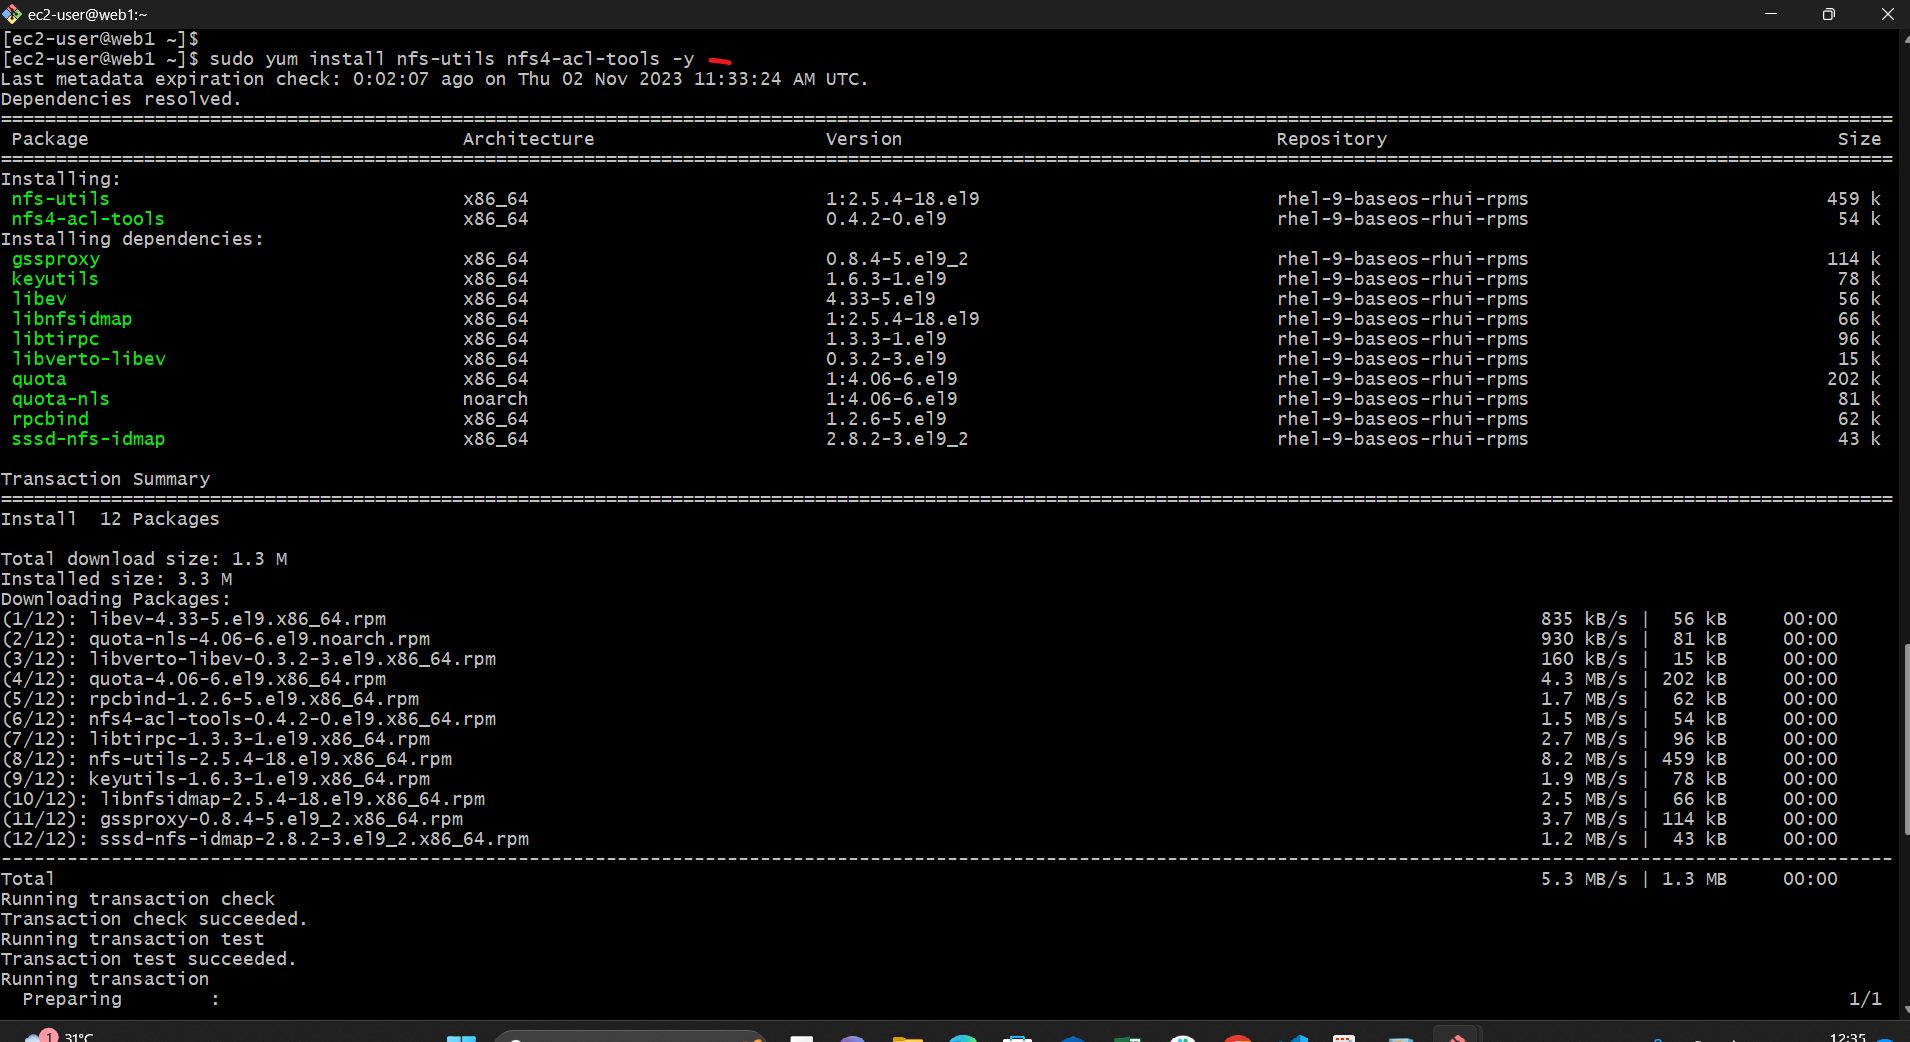 ec2-user@web1:~
[ec2-user@web1 ~]$
[ec2-user@web1 ~]$ sudo yum install nfs-utils nfs4-acl-tools -y
Last metadata expiration check: 0:02:07 ago on Thu 02 Nov 2023 11:33:24 AM UTC.
Dependencies resolved.
================================================================================
Package Architecture Version Repository Size
================================================================================
Installing:
nfs-utils x86_64 1:2.5.4-18.el9 rhel-9-baseos-rhui-rpms 459 k
nfs4-acl-tools x86_64 0.4.2-0.el9 rhel-9-baseos-rhui-rpms 54 k
Installing dependencies:
gssproxy x86_64 0.8.4-5.el9_2 rhel-9-baseos-rhui-rpms 114 k
keyutils x86_64 1.6.3-1.el9 rhel-9-baseos-rhui-rpms 78 k
libev x86_64 4.33-5.el9 rhel-9-baseos-rhui-rpms 56 k
libnfsidmap x86_64 1:2.5.4-18.el9 rhel-9-baseos-rhui-rpms 66 k
libtirpc x86_64 1.3.3-1.el9 rhel-9-baseos-rhui-rpms 96 k
libverto-libev x86_64 0.3.2-3.el9 rhel-9-baseos-rhui-rpms 15 k
quota x86_64 1:4.06-6.el9 rhel-9-baseos-rhui-rpms 202 k
quota-nls noarch 1:4.06-6.el9 rhel-9-baseos-rhui-rpms 81 k
rpcbind x86_64 1.2.6-5.el9 rhel-9-baseos-rhui-rpms 62 k
sssd-nfs-idmap x86_64 2.8.2-3.el9_2 rhel-9-baseos-rhui-rpms 43 k
Transaction Summary
================================================================================
Install 12 Packages
Total download size: 1.3 M
Installed size: 3.3 M
Downloading Packages:
(1/12): libev-4.33-5.el9.x86_64.rpm 835 kB/s | 56 kB 00:00
(2/12): quota-nls-4.06-6.el9.noarch.rpm 930 kB/s | 81 kB 00:00
(3/12): libverto-libev-0.3.2-3.el9.x86_64.rpm 160 kB/s | 15 kB 00:00
(4/12): quota-4.06-6.el9.x86_64.rpm 4.3 MB/s | 202 kB 00:00
(5/12): rpcbind-1.2.6-5.el9.x86_64.rpm 1.7 MB/s | 62 kB 00:00
(6/12): nfs4-acl-tools-0.4.2-0.el9.x86_64.rpm 1.5 MB/s | 54 kB 00:00
(7/12): libtirpc-1.3.3-1.el9.x86_64.rpm 2.7 MB/s | 96 kB 00:00
(8/12): nfs-utils-2.5.4-18.el9.x86_64.rpm 8.2 MB/s | 459 kB 00:00
(9/12): keyutils-1.6.3-1.el9.x86_64.rpm 1.9 MB/s | 78 kB 00:00
(10/12): libnfsidmap-2.5.4-18.el9.x86_64.rpm 2.5 MB/s | 66 kB 00:00
(11/12): gssproxy-0.8.4-5.el9_2.x86_64.rpm 3.7 MB/s | 114 kB 00:00
(12/12): sssd-nfs-idmap-2.8.2-3.el9_2.x86_64.rpm 1.2 MB/s | 43 kB 00:00
--------------------------------------------------------------------------------
Total 5.3 MB/s | 1.3 MB 00:00
Running transaction check
Transaction check succeeded.
Running transaction test
Transaction test succeeded.
Running transaction
Preparing : 1/1
1 31°C 12:35